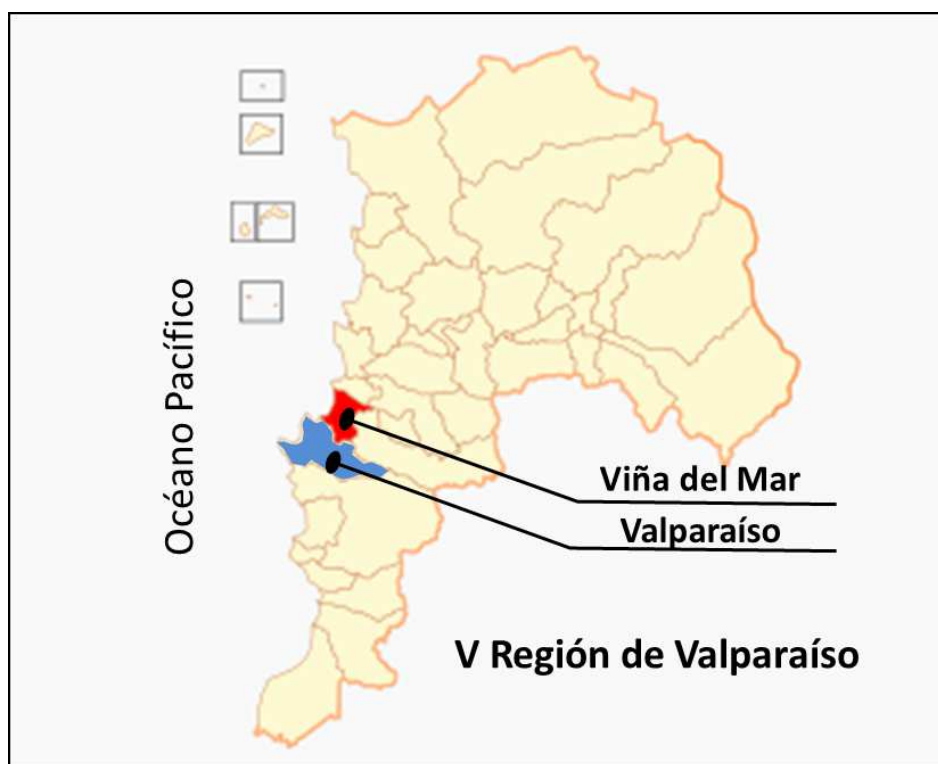 Océano Pacífico
Viña del Mar
Valparaíso
V Región de Valparaíso